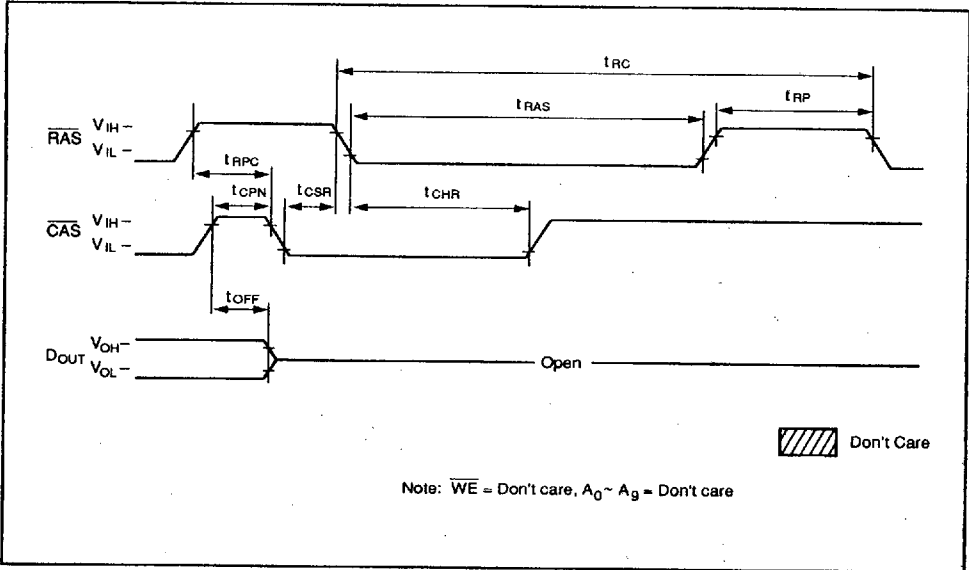 tRC
tRAS
tRP
RAS VIH –
VIL –
tRPC
tCPN tCSR tCHR
CAS VIH –
VIL –
tOFF
DOUT VOH–
VOL –
Open
Don't Care
Note: WE = Don't care, A0 ~ A9 = Don't care